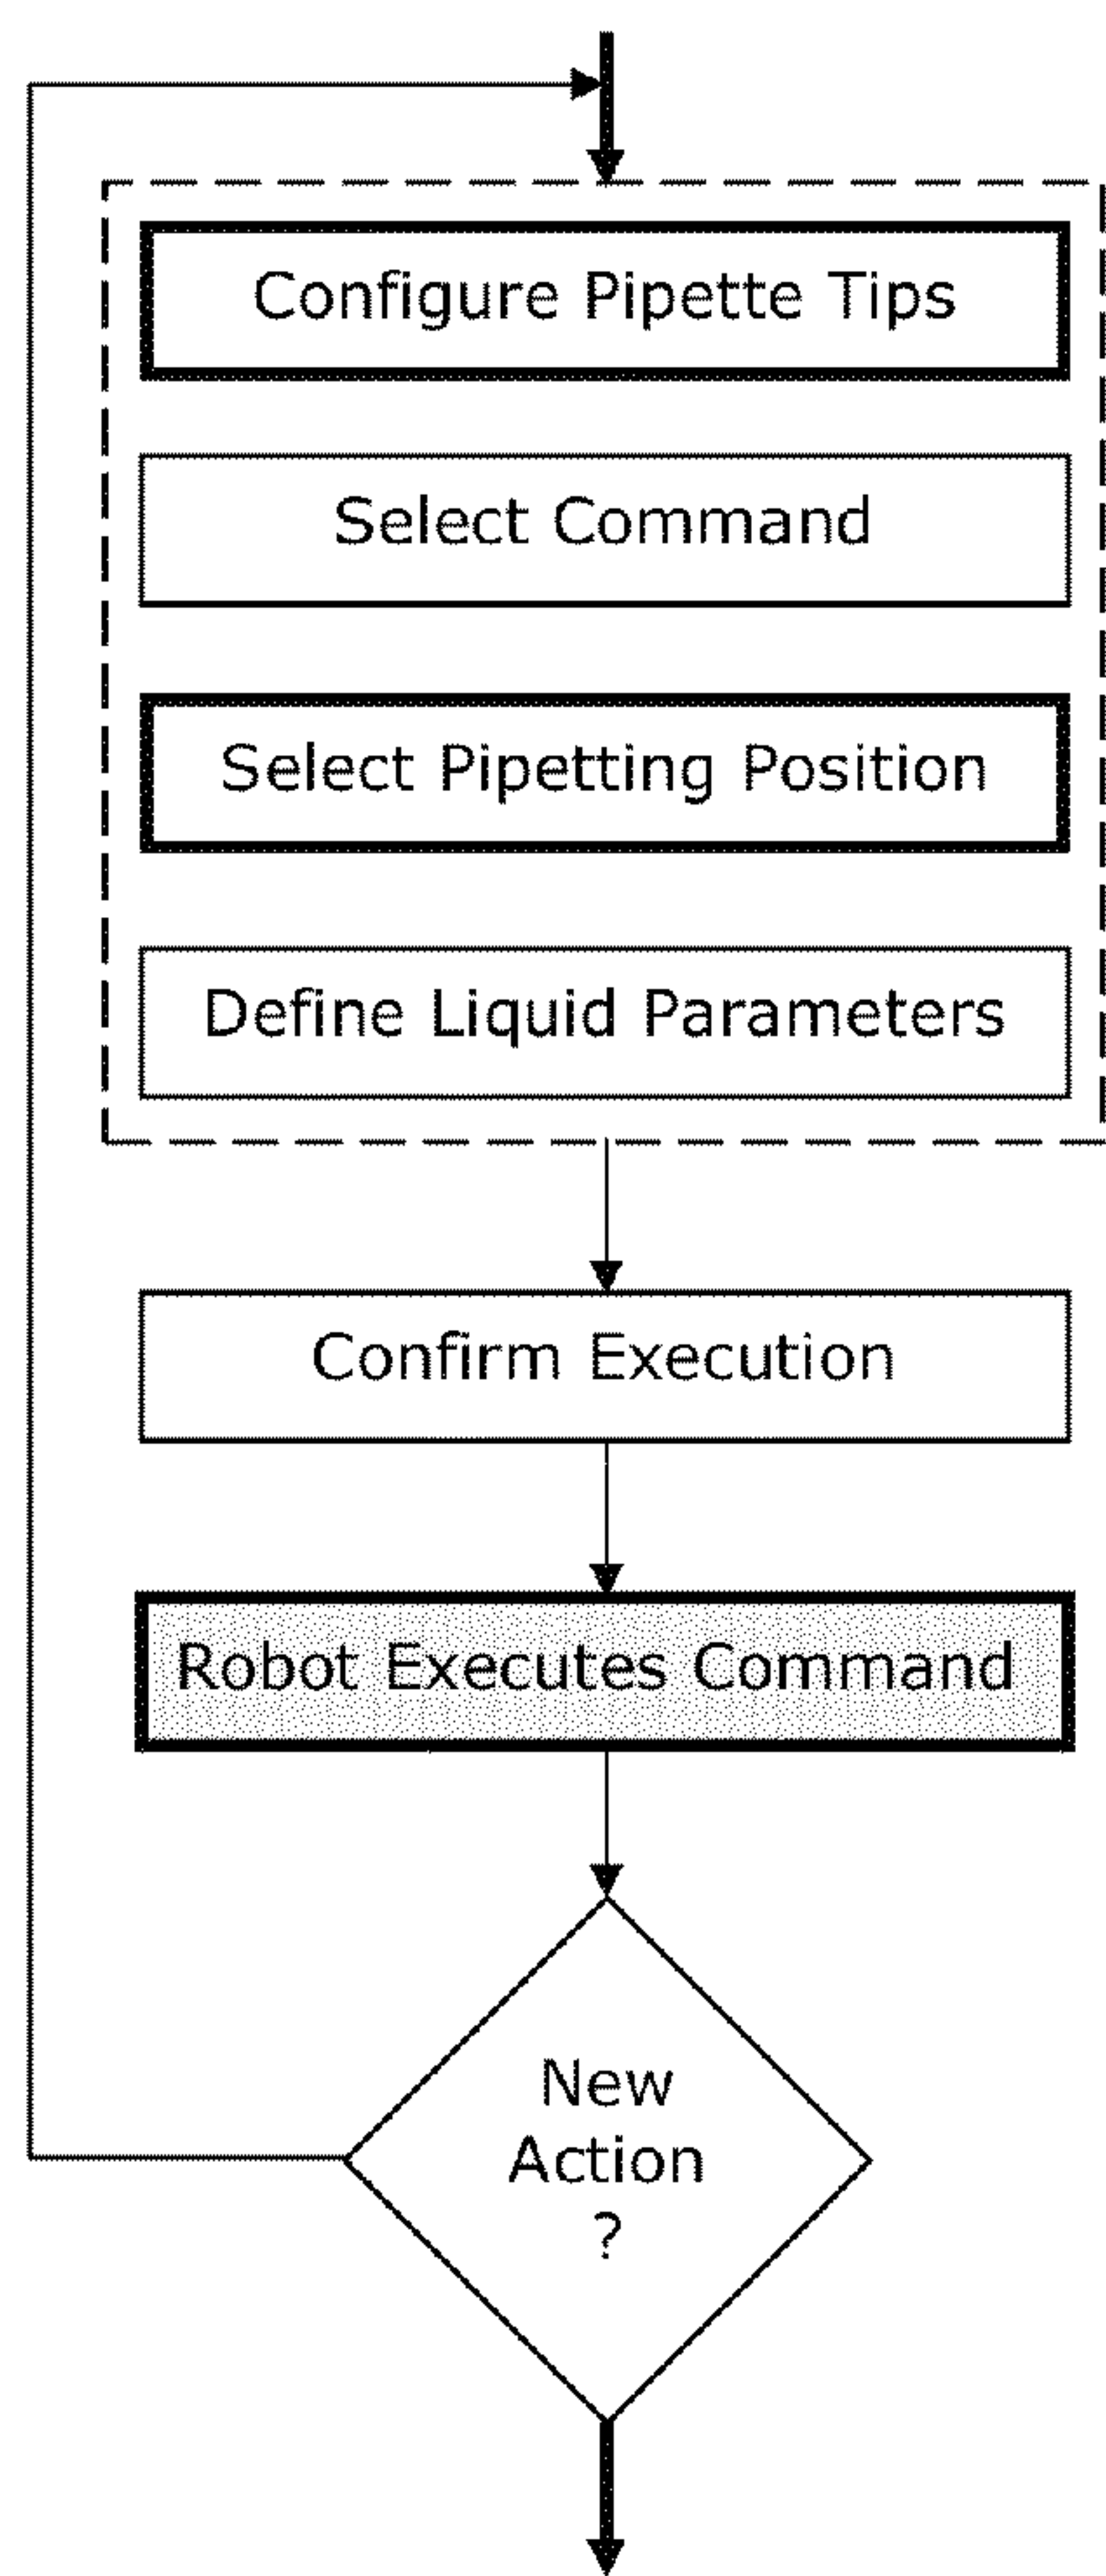 Configure Pipette Tips
Select Command
Select Pipetting Position
Define Liquid Parameters
Confirm Execution
Robot Executes Command
New
Action
?